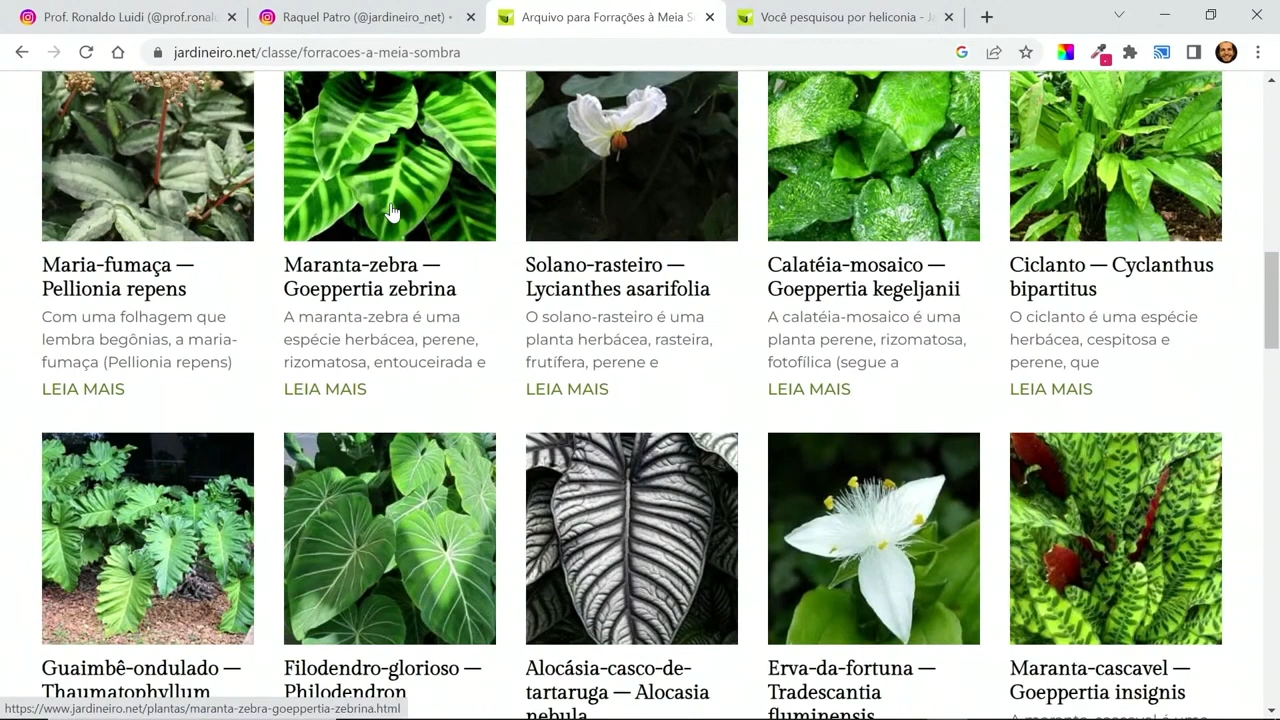 Prof. Ronaldo Luidi (@prof.ronal
Raquel Patro (@jardineiro_net) •
Arquivo para Forrações à Meia S
Você pesquisou por heliconia - J
jardineiro.net/classe/forracoes-a-meia-sombra
Maria-fumaça —
Pellionia repens
Com uma folhagem que
lembra begônias, a maria-
fumaça (Pellionia repens)
LEIA MAIS
Maranta-zebra —
Goeppertia zebrina
A maranta-zebra é uma
espécie herbácea, perene,
rizomatosa, entouceirada e
LEIA MAIS
Solano-rasteiro —
Lycianthes asarifolia
O solano-rasteiro é uma
planta herbácea, rasteira,
frutífera, perene e
LEIA MAIS
Calatéia-mosaico —
Goeppertia kegeljanii
A calatéia-mosaico é uma
planta perene, rizomatosa,
fotofílica (segue a
LEIA MAIS
Ciclanto — Cyclanthus
bipartitus
O ciclanto é uma espécie
herbácea, cespitosa e
perene, que
LEIA MAIS
Guaimbê-ondulado —
Thaumatophyllum
Filodendro-glorioso —
Philodendron
Alocásia-casco-de-
tartaruga — Alocasia
nebula
Erva-da-fortuna —
Tradescantia
fluminensis
Maranta-cascavel —
Goeppertia insignis
A maranta-cascavel é uma
https://www.jardineiro.net/plantas/maranta-zebra-goeppertia-zebrina.html